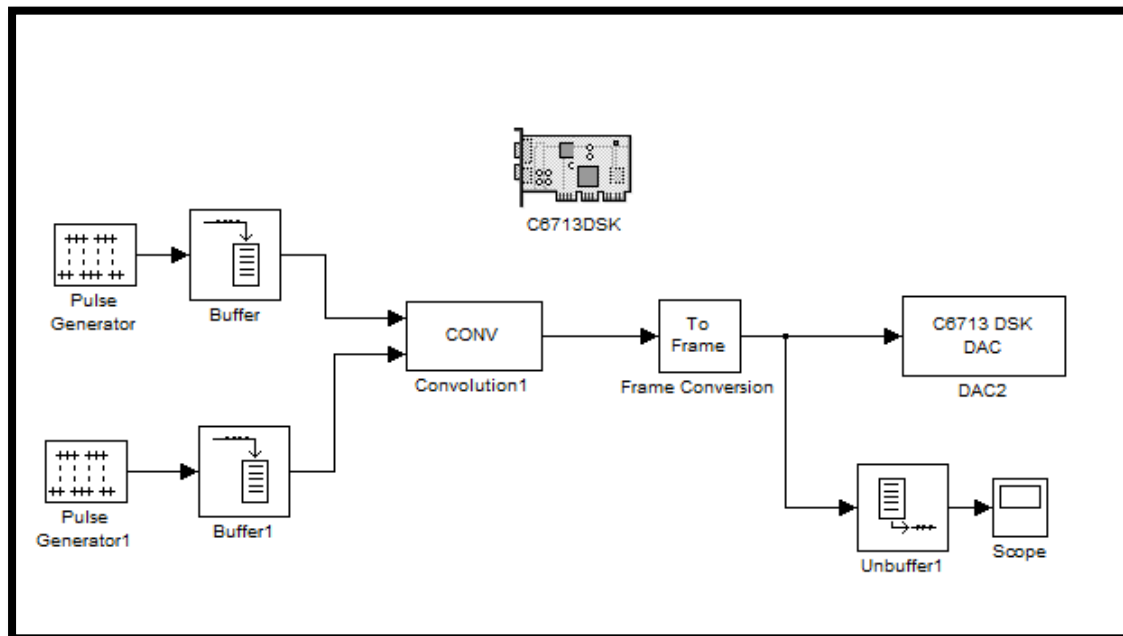 C6713DSK
Pulse
Generator
Buffer
CONV
Convolution1
To
Frame
Frame Conversion
C6713 DSK
DAC
DAC2
Pulse
Generator1
Buffer1
Unbuffer1
Scope